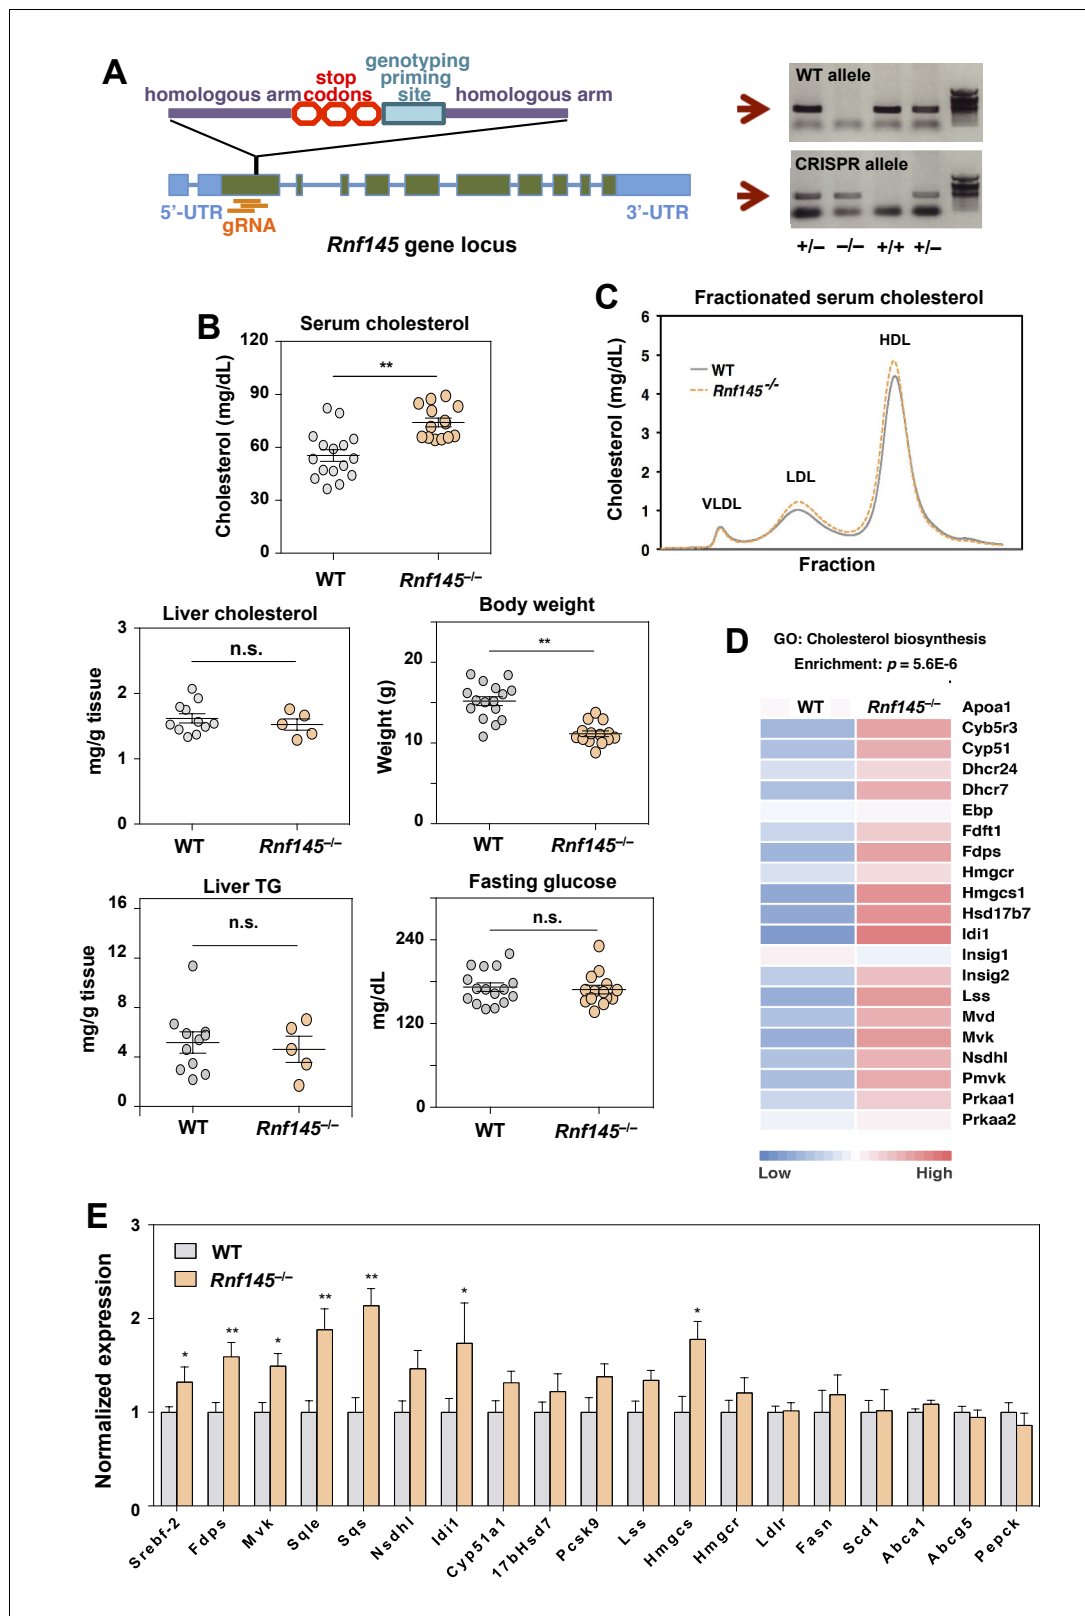 A
genotyping
stop priming
homologous arm codons site homologous arm
5'-UTR 3'-UTR
gRNA
Rnf145 gene locus
WT allele
CRISPR allele
+/– –/– +/+ +/–
B
Serum cholesterol
Cholesterol (mg/dL)
120
90
60
30
0
**
WT Rnf145–/–
C
Fractionated serum cholesterol
Cholesterol (mg/dL)
6
5
4
3
2
1
0
WT
Rnf145-/-
VLDL
LDL
HDL
Fraction
Liver cholesterol
mg/g tissue
3
2
1
0
n.s.
WT Rnf145–/–
Body weight
Weight (g)
20
10
0
**
WT Rnf145–/–
Liver TG
mg/g tissue
16
12
8
4
0
n.s.
WT Rnf145–/–
Fasting glucose
mg/dL
240
120
0
n.s.
WT Rnf145–/–
D
GO: Cholesterol biosynthesis
Enrichment: p = 5.6E-6
WT Rnf145–/–
Apoa1
Cyb5r3
Cyp51
Dhcr24
Dhcr7
Ebp
Fdft1
Fdps
Hmgcr
Hmgcs1
Hsd17b7
Idi1
Insig1
Insig2
Lss
Mvd
Mvk
Nsdhl
Pmvk
Prkaa1
Prkaa2
Low High
E
Normalized expression
3
2
1
0
WT
Rnf145–/–
* ** * ** ** * *
Srebf-2
Fdps
Mvk
Sqle
Sqs
Nsdhl
Idi1
Cyp51a1
17bHsd7
Pcsk9
Lss
Hmgcs
Hmgcr
Ldlr
Fasn
Scd1
Abca1
Abcg5
Pepck